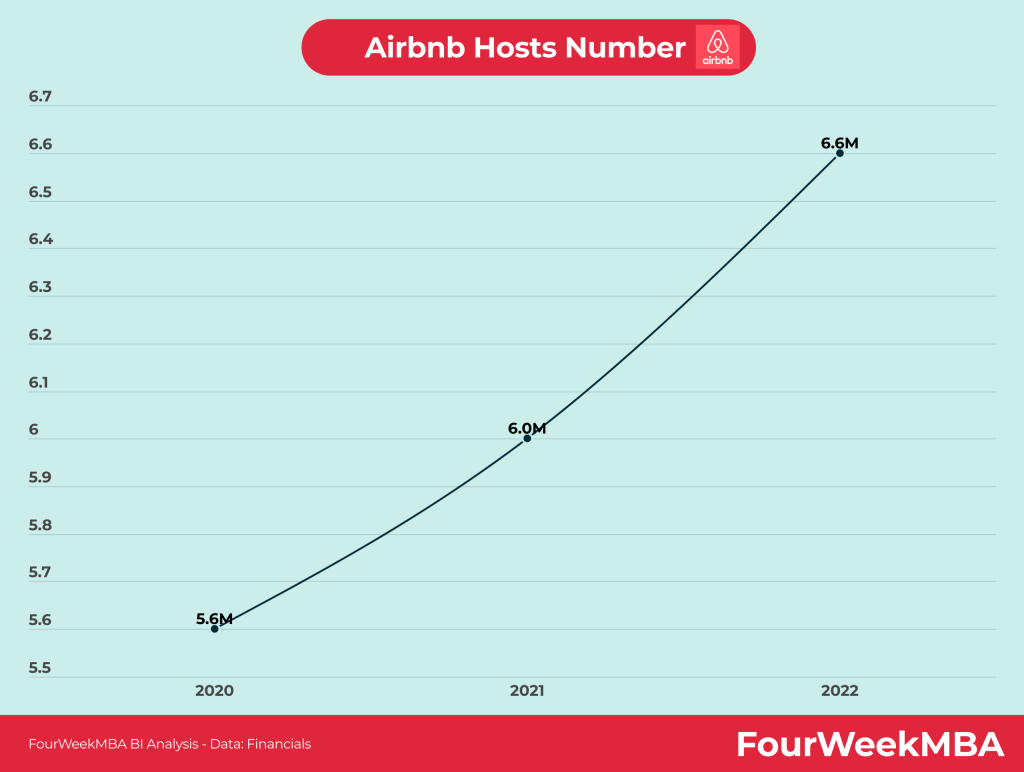 Airbnb Hosts Number
airbnb
6.7
6.6
6.6M
6.5
6.4
6.3
6.2
6.1
6
6.0M
5.9
5.8
5.7
5.6
5.6M
5.5
2020 2021 2022
FourWeekMBA BI Analysis - Data: Financials
FourWeekMBA